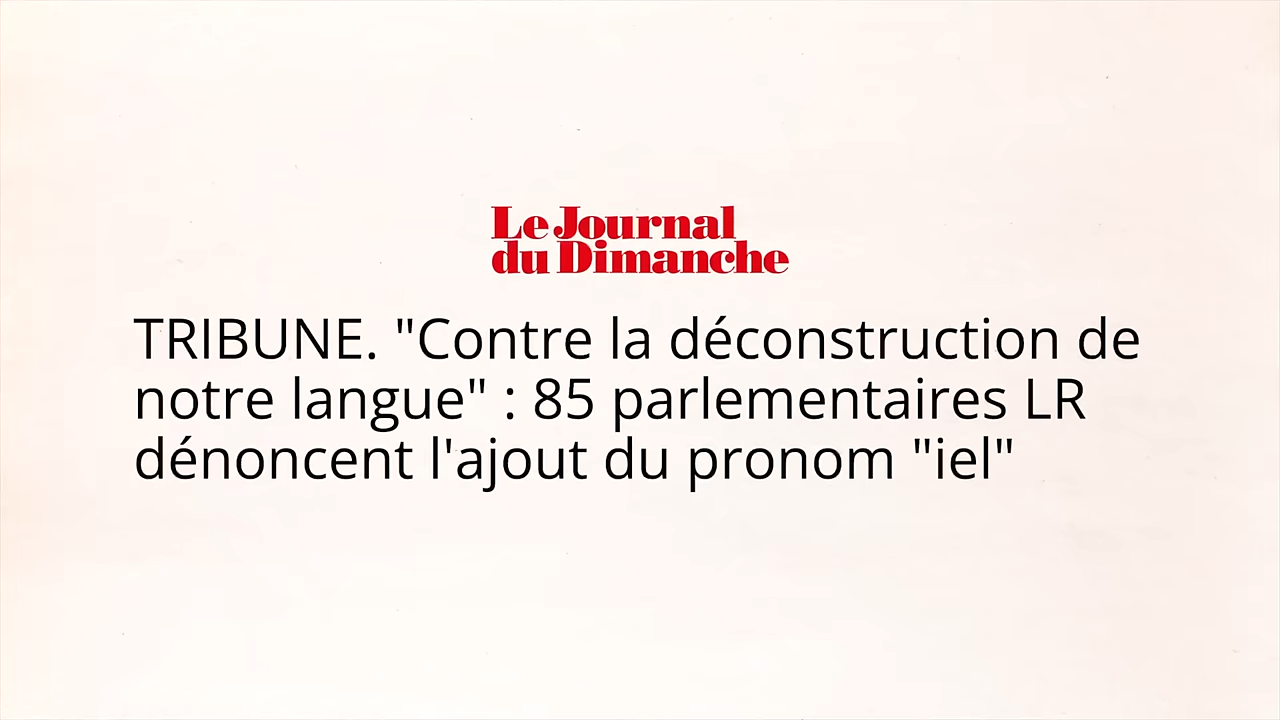 Le Journal
du Dimanche
TRIBUNE. "Contre la déconstruction de
notre langue" : 85 parlementaires LR
dénoncent l'ajout du pronom "iel"